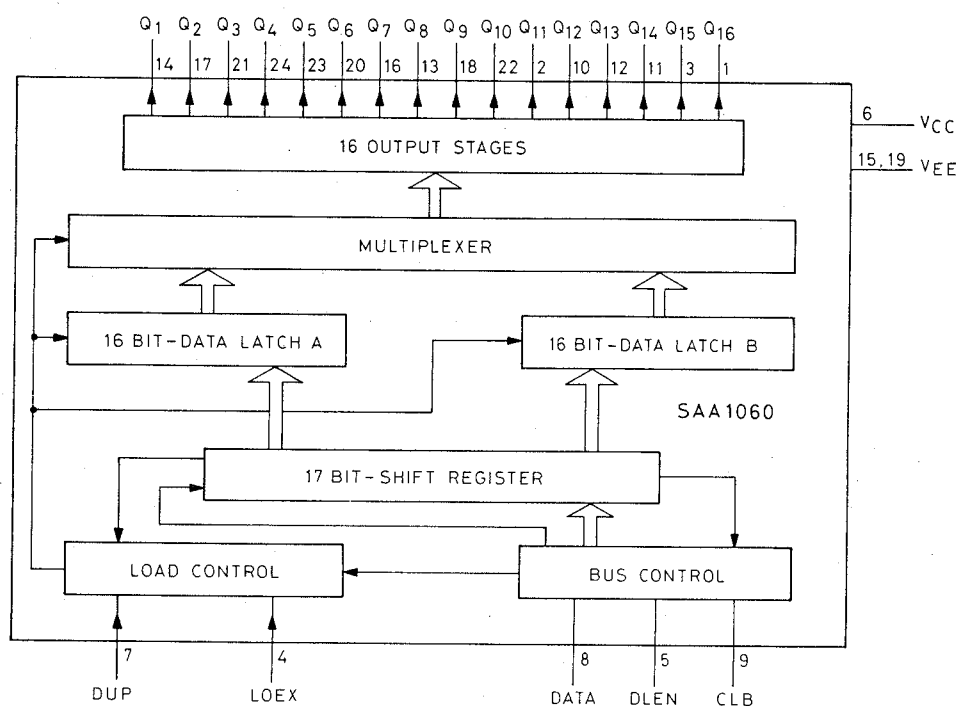 Q1 Q2 Q3 Q4 Q5 Q6 Q7 Q8 Q9 Q10 Q11 Q12 Q13 Q14 Q15 Q16
14 17 21 24 23 20 16 13 18 22 2 10 12 11 3 1
6 VCC
16 OUTPUT STAGES
15,19 VEE
MULTIPLEXER
16 BIT-DATA LATCH A
16 BIT-DATA LATCH B
SAA1060
17 BIT-SHIFT REGISTER
LOAD CONTROL
BUS CONTROL
7 4 8 5 9
DUP LOEX DATA DLEN CLB